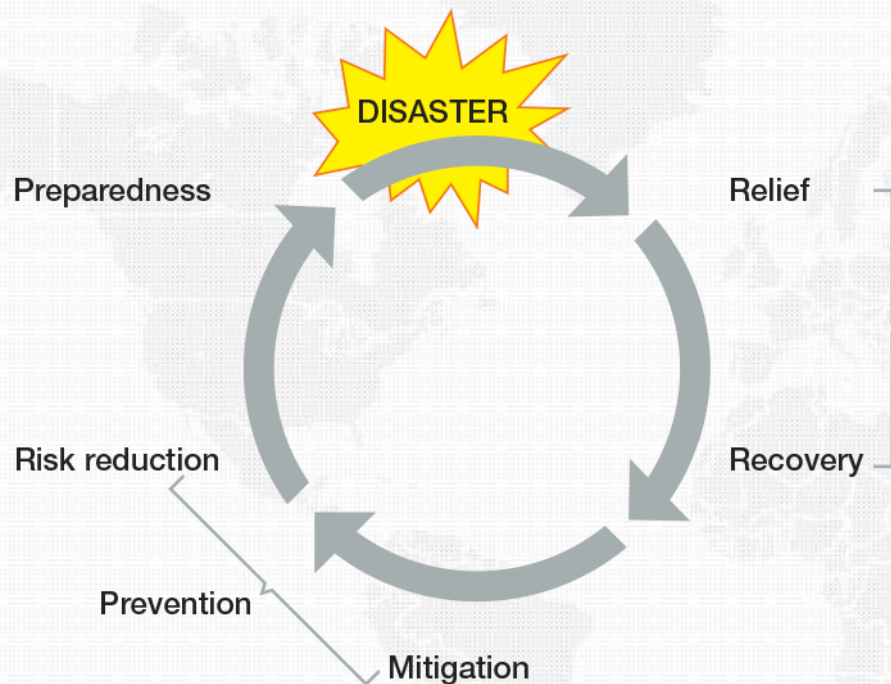 DISASTER
Preparedness
Relief
Risk reduction
Recovery
Prevention
Mitigation